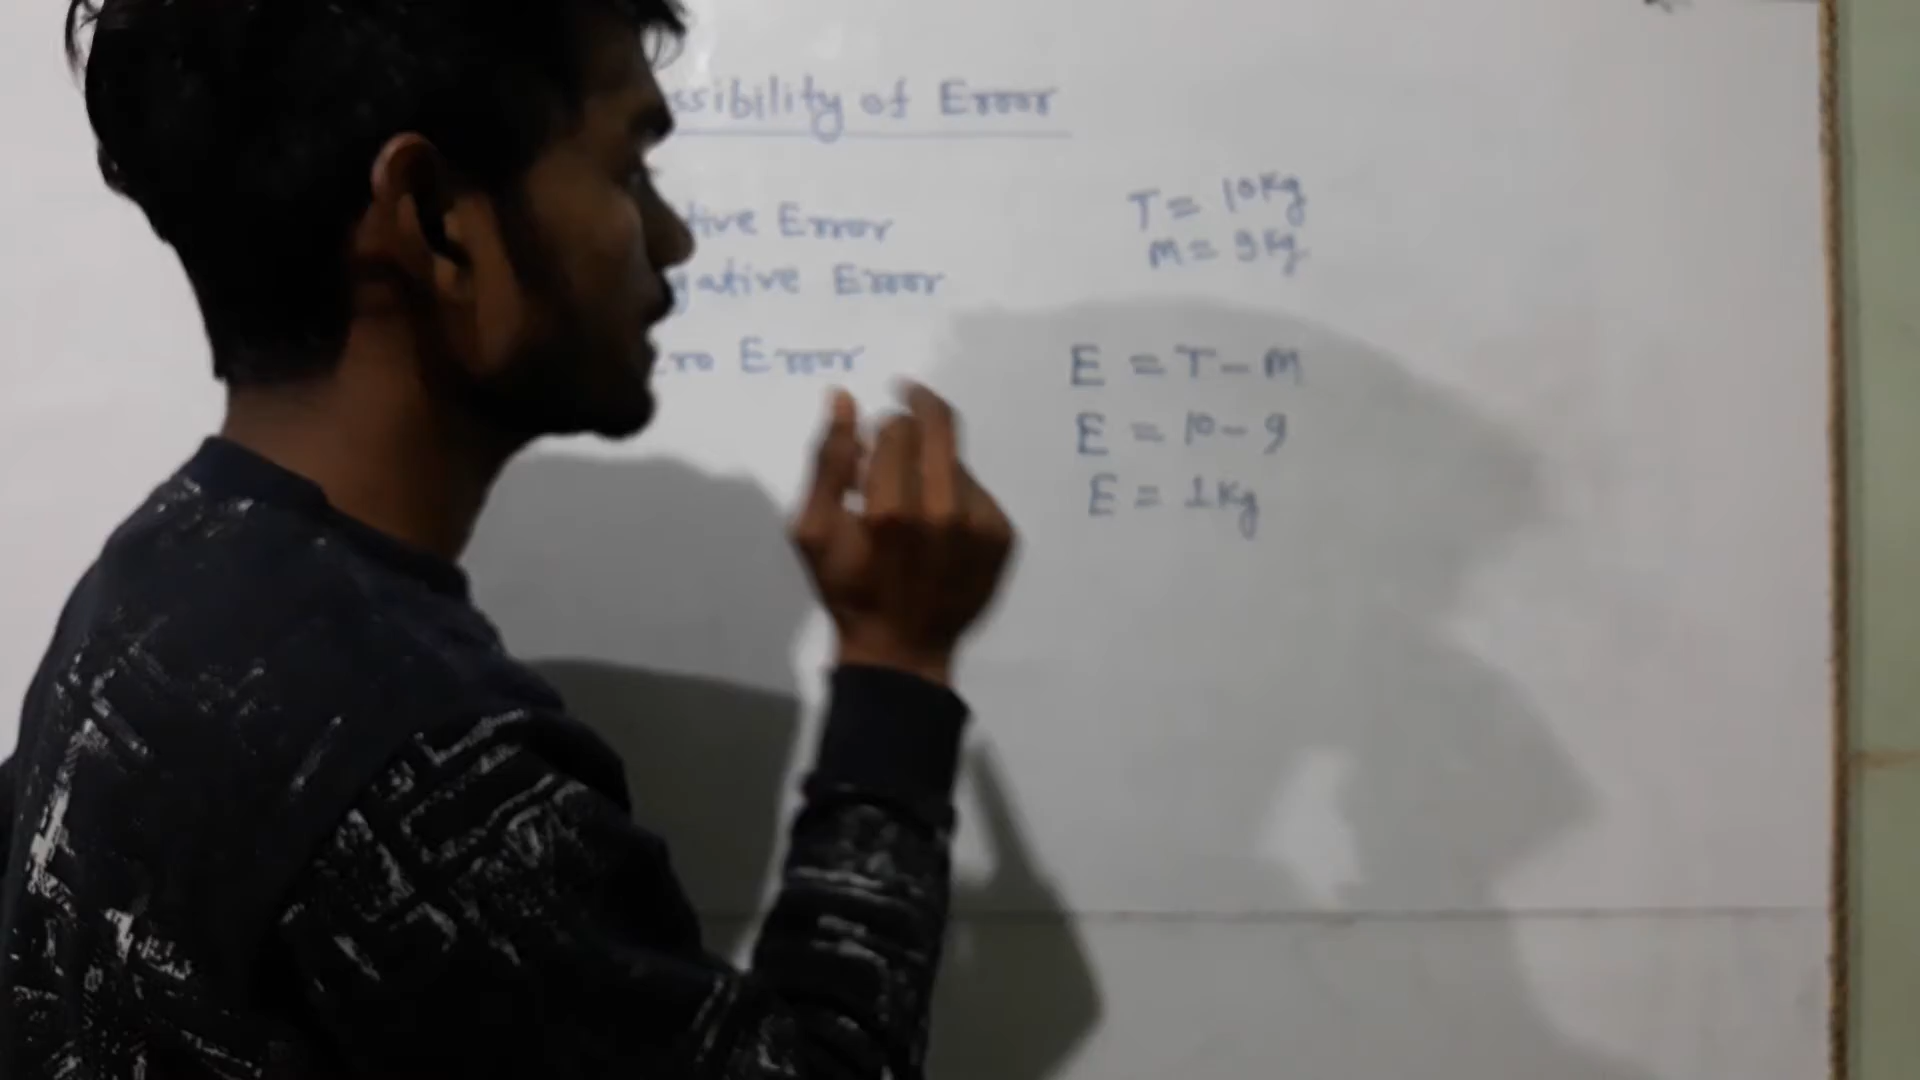 ssibility of Error
tive Error
gative Error
ro Error
T = 10Kg
M = 9Kg
E = T - M
E = 10 - 9
E = 1Kg